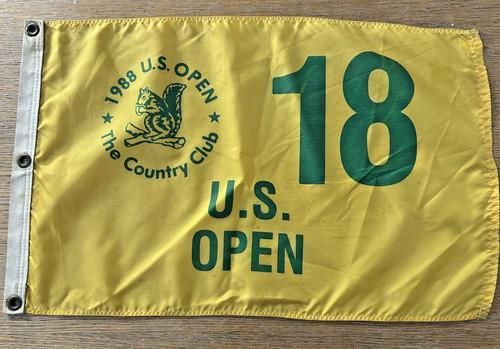 1988 U.S. OPEN
The Country Club
18
U.S.
OPEN